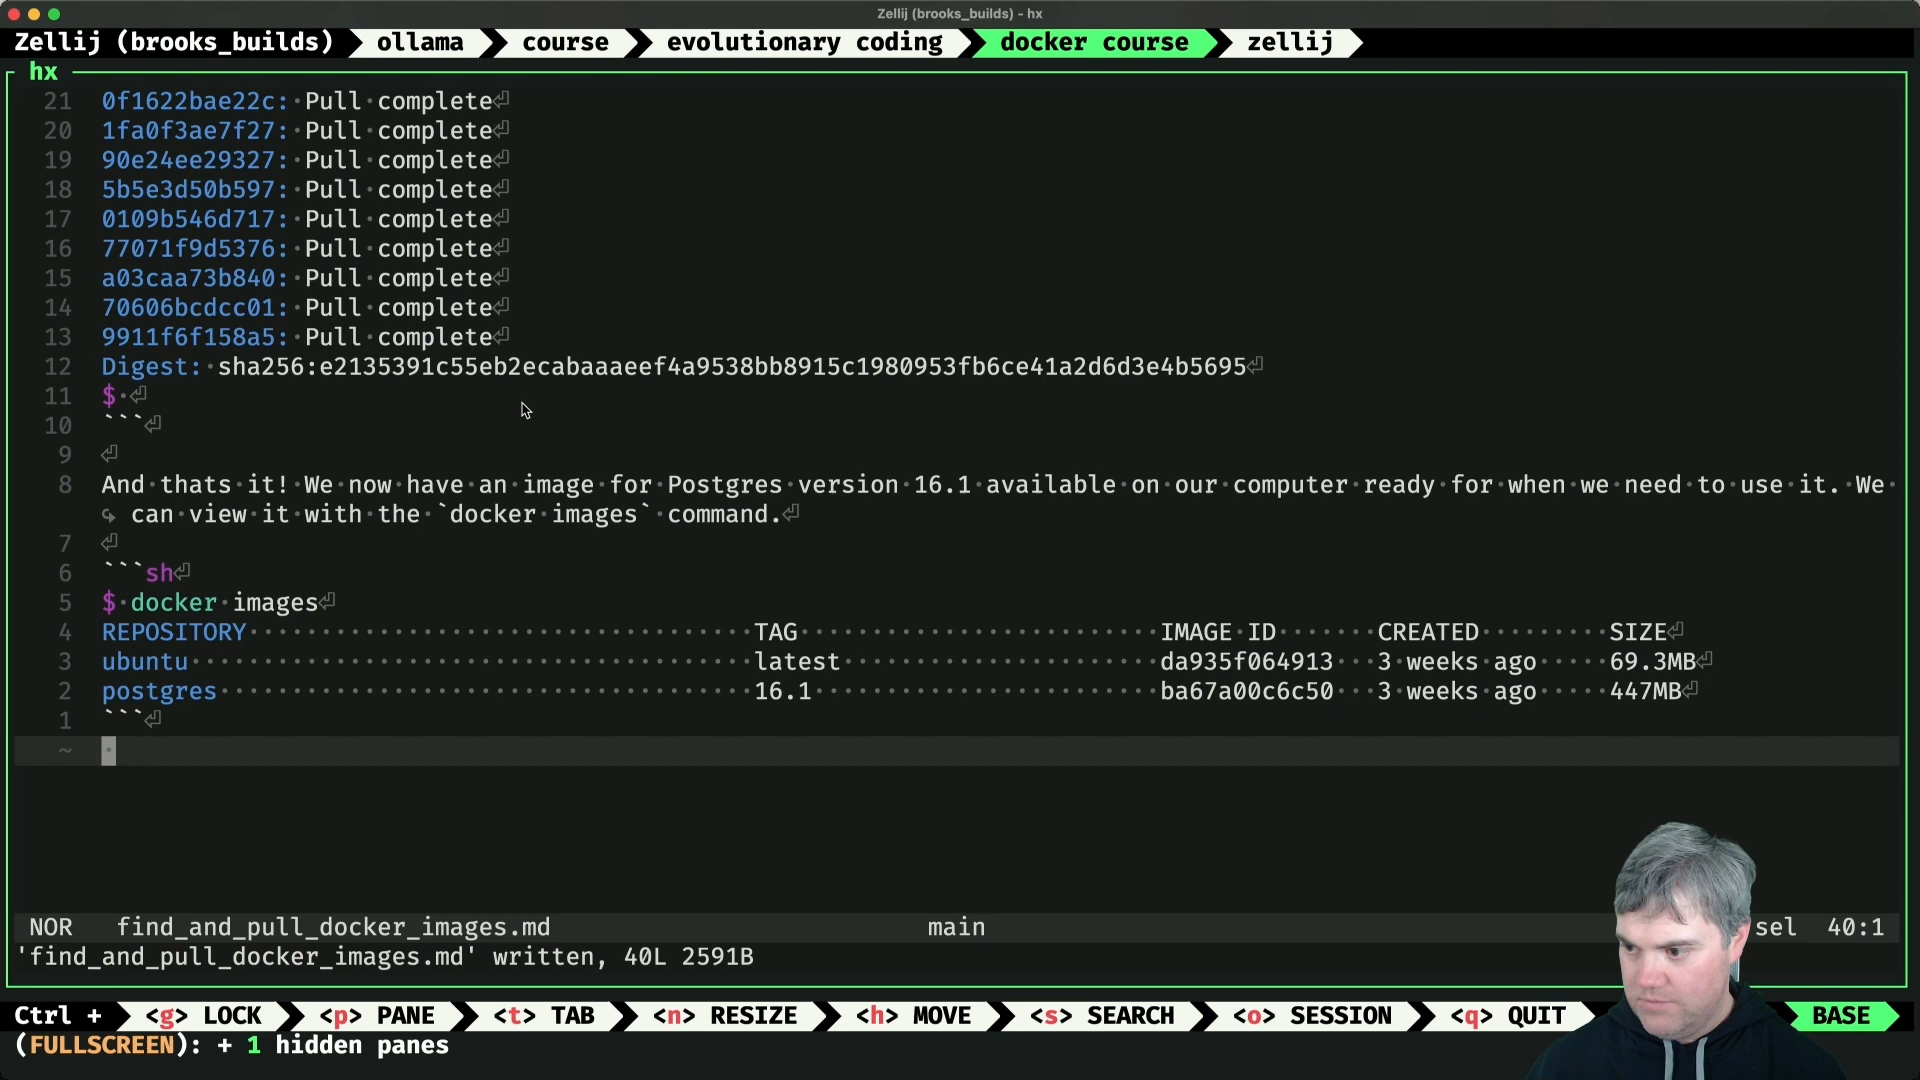 Zellij (brooks_builds) - hx
Zellij (brooks_builds) ollama course evolutionary coding docker course zellij
hx
21 0f1622bae22c: Pull complete
20 1fa0f3ae7f27: Pull complete
19 90e24ee29327: Pull complete
18 5b5e3d50b597: Pull complete
17 0109b546d717: Pull complete
16 77071f9d5376: Pull complete
15 a03caa73b840: Pull complete
14 70606bcdcc01: Pull complete
13 9911f6f158a5: Pull complete
12 Digest: sha256:e2135391c55eb2ecabaaaeef4a9538bb8915c1980953fb6ce41a2d6d3e4b5695
11 $
10 ```
9
8 And thats it! We now have an image for Postgres version 16.1 available on our computer ready for when we need to use it. We
can view it with the `docker images` command.
7
6 ```sh
5 $ docker images
4 REPOSITORY TAG IMAGE ID CREATED SIZE
3 ubuntu latest da935f064913 3 weeks ago 69.3MB
2 postgres 16.1 ba67a00c6c50 3 weeks ago 447MB
1 ```
~
NOR find_and_pull_docker_images.md main sel 40:1
'find_and_pull_docker_images.md' written, 40L 2591B
Ctrl + <g> LOCK <p> PANE <t> TAB <n> RESIZE <h> MOVE <s> SEARCH <o> SESSION <q> QUIT BASE
(FULLSCREEN): + 1 hidden panes